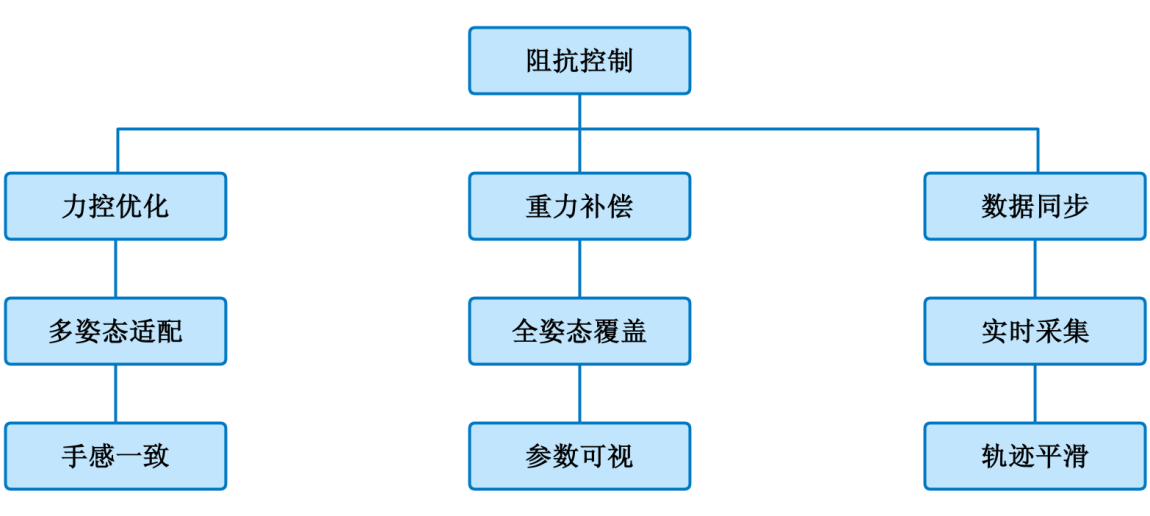 阻抗控制
力控优化
重力补偿
数据同步
多姿态适配
全姿态覆盖
实时采集
手感一致
参数可视
轨迹平滑